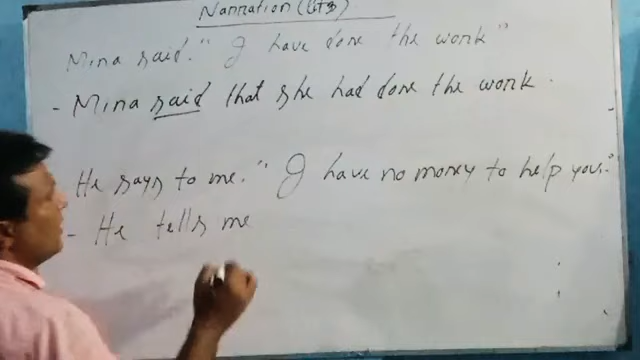 Narration
Mina said. " I have done the work"
- Mina said that she had done the work.
He says to me. " I have no money to help you."
- He tells me